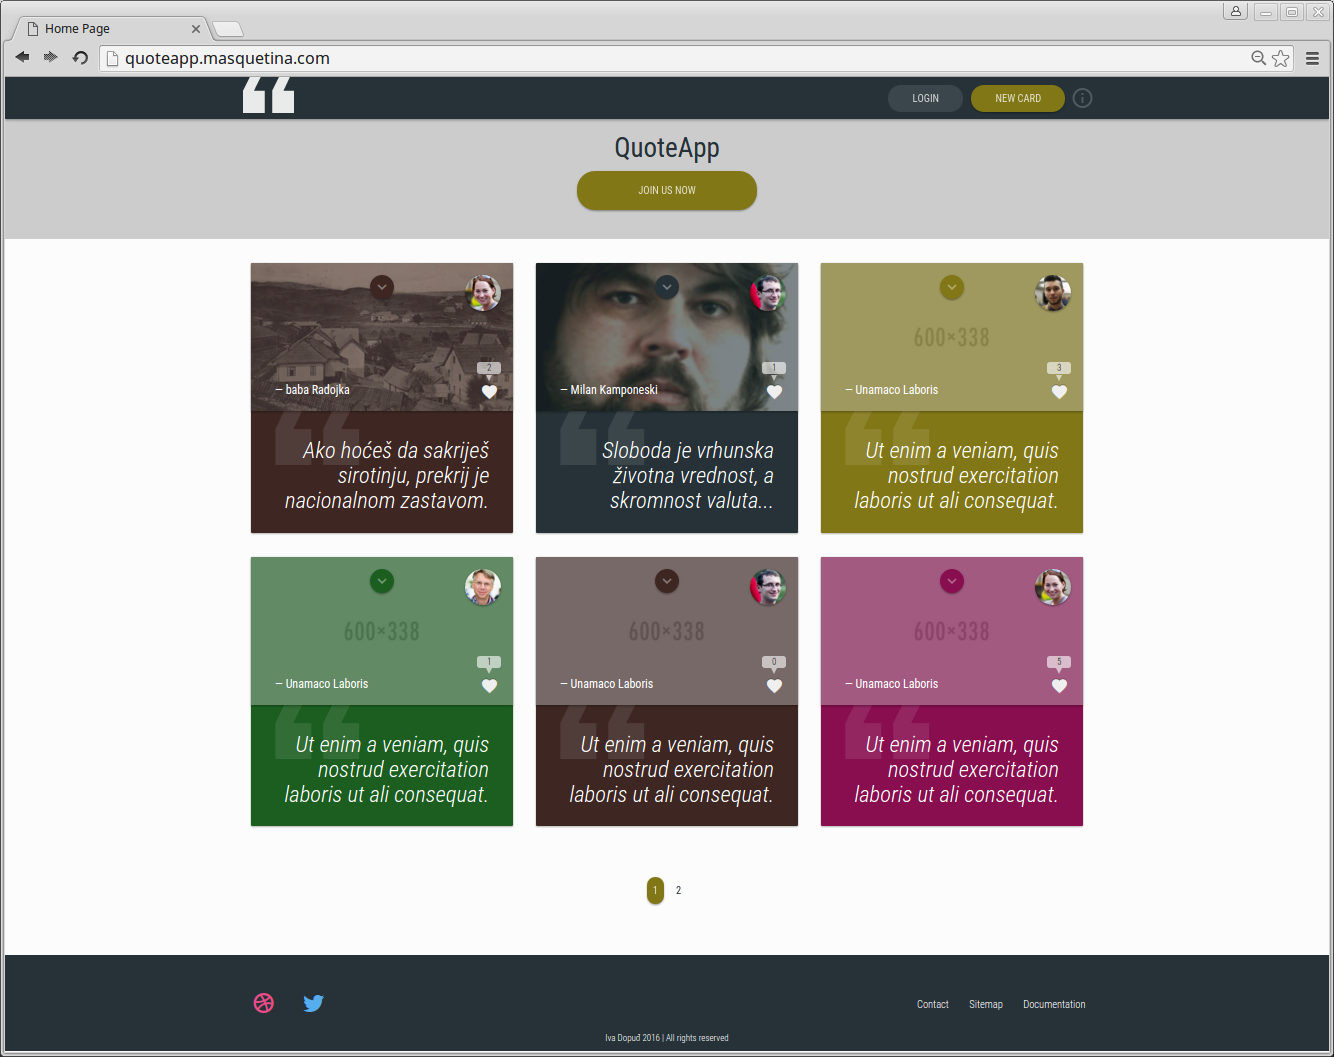 Home Page
quoteapp.masquetina.com
LOGIN
NEW CARD
QuoteApp
JOIN US NOW
2
– baba Radojka
Ako hoćeš da sakriješ
sirotinju, prekrij je
nacionalnom zastavom.
1
– Milan Kamponeski
Sloboda je vrhunska
životna vrednost, a
skromnost valuta...
600×338
3
– Unamaco Laboris
Ut enim a veniam, quis
nostrud exercitation
laboris ut ali consequat.
600×338
1
– Unamaco Laboris
Ut enim a veniam, quis
nostrud exercitation
laboris ut ali consequat.
600×338
0
– Unamaco Laboris
Ut enim a veniam, quis
nostrud exercitation
laboris ut ali consequat.
600×338
5
– Unamaco Laboris
Ut enim a veniam, quis
nostrud exercitation
laboris ut ali consequat.
1 2
Contact Sitemap Documentation
Iva Dopuđ 2016 | All rights reserved